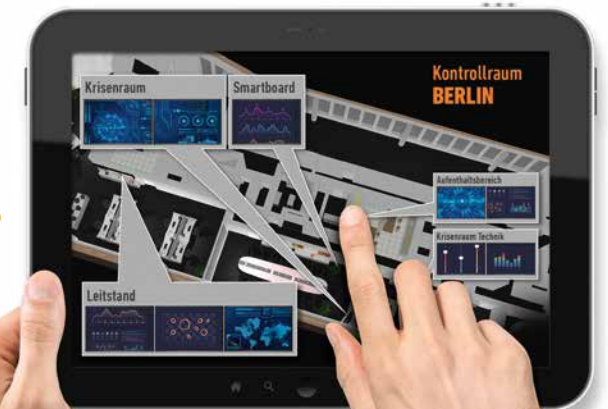 Kontrollraum
BERLIN
Krisenraum
Smartboard
Aufenthaltsbereich
Krisenraum Technik
Leitstand